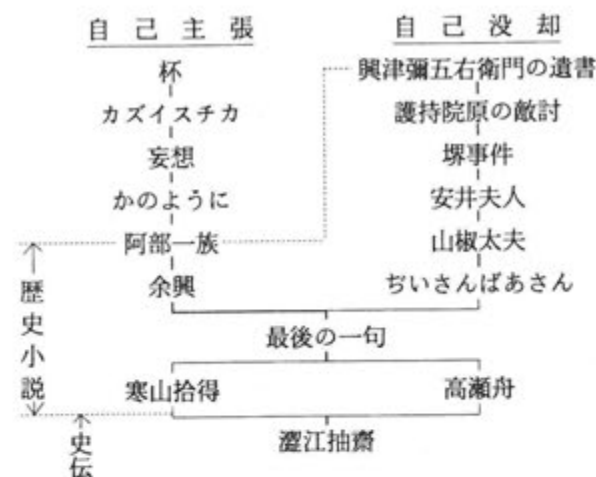 自己主張
自己没却
杯
興津彌五右衛門の遺書
カズイスチカ
護持院原の敵討
妄想
堺事件
かのように
安井夫人
阿部一族
山椒太夫
余興
ぢいさんばあさん
最後の一句
寒山拾得
高瀬舟
澀江抽齋
歴史小説
史伝